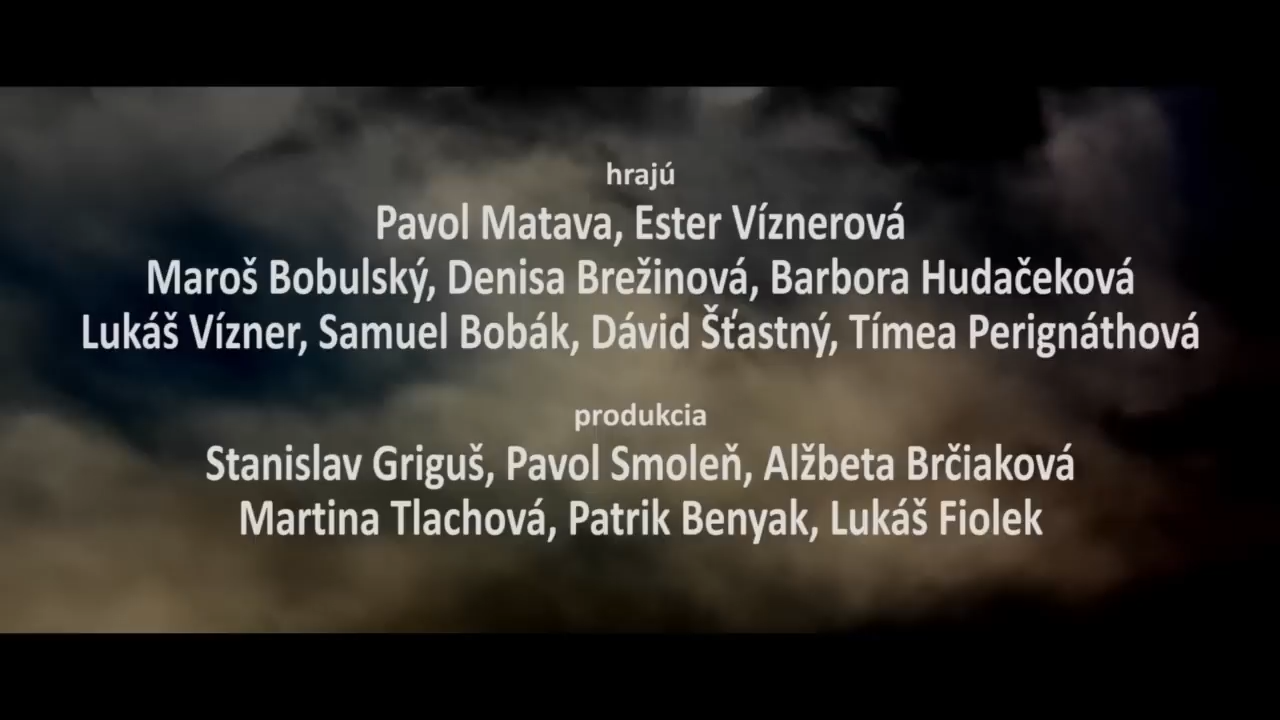 hrajú
Pavol Matava, Ester Víznerová
Maroš Bobulský, Denisa Brežinová, Barbora Hudačeková
Lukáš Vízner, Samuel Bobák, Dávid Šťastný, Tímea Perignáthová
produkcia
Stanislav Griguš, Pavol Smoleň, Alžbeta Brčiaková
Martina Tlachová, Patrik Benyak, Lukáš Fiolek